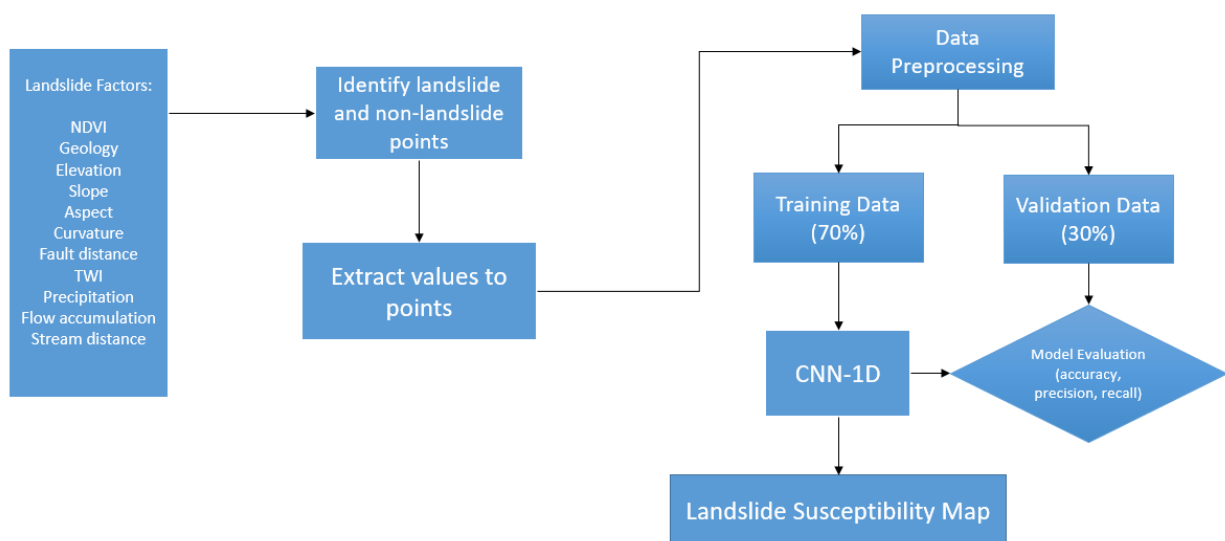 Landslide Factors:
NDVI
Geology
Elevation
Slope
Aspect
Curvature
Fault distance
TWI
Precipitation
Flow accumulation
Stream distance
Identify landslide
and non-landslide
points
Extract values to
points
Data
Preprocessing
Training Data
(70%)
Validation Data
(30%)
CNN-1D
Model Evaluation
(accuracy,
precision, recall)
Landslide Susceptibility Map